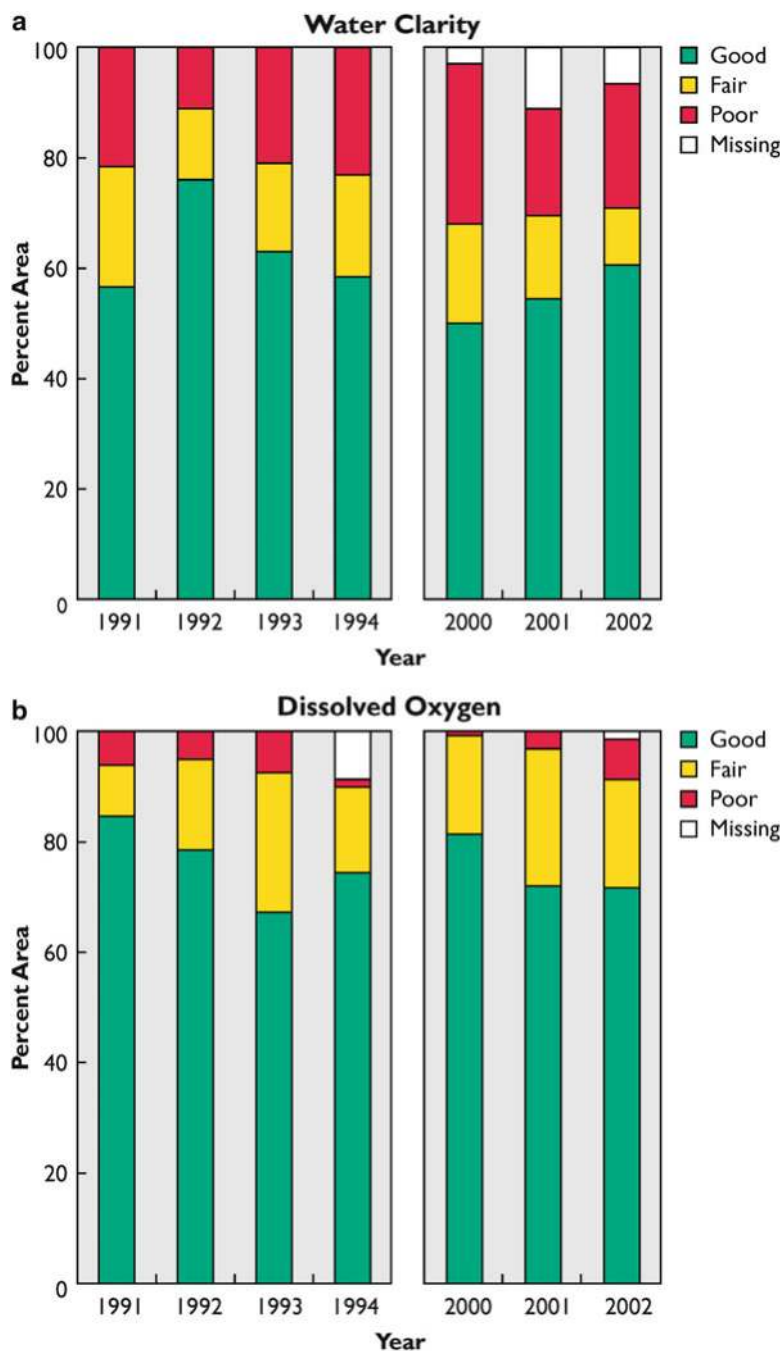 a
Water Clarity
100
80
60
40
20
0
Percent Area
1991 1992 1993 1994 2000 2001 2002
Year
Good
Fair
Poor
Missing
b
Dissolved Oxygen
100
80
60
40
20
0
Percent Area
1991 1992 1993 1994 2000 2001 2002
Year
Good
Fair
Poor
Missing